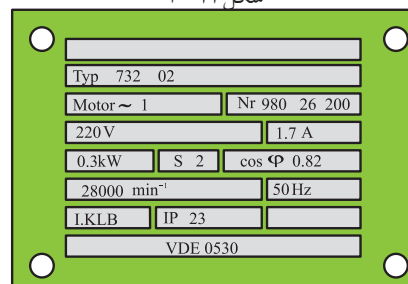 Typ 732 02
Motor ~ 1 Nr 980 26 200
220 V 1.7 A
0.3kW S 2 cos φ 0.82
28000 min⁻¹ 50Hz
I.KLB IP 23
VDE 0530